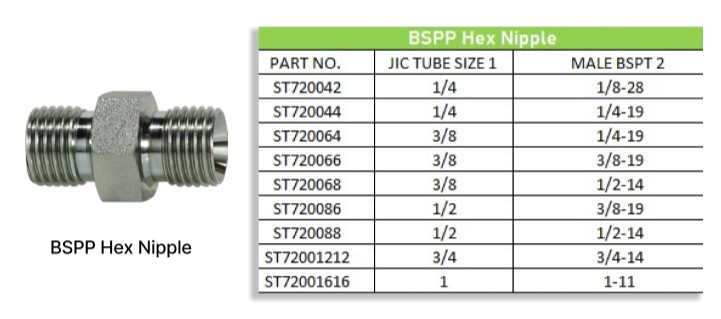 BSPP Hex Nipple
PART NO. JIC TUBE SIZE 1 MALE BSPT 2
ST720042 1/4 1/8-28
ST720044 1/4 1/4-19
ST720064 3/8 1/4-19
ST720066 3/8 3/8-19
ST720068 3/8 1/2-14
ST720086 1/2 3/8-19
ST720088 1/2 1/2-14
ST72001212 3/4 3/4-14
ST72001616 1 1-11
BSPP Hex Nipple